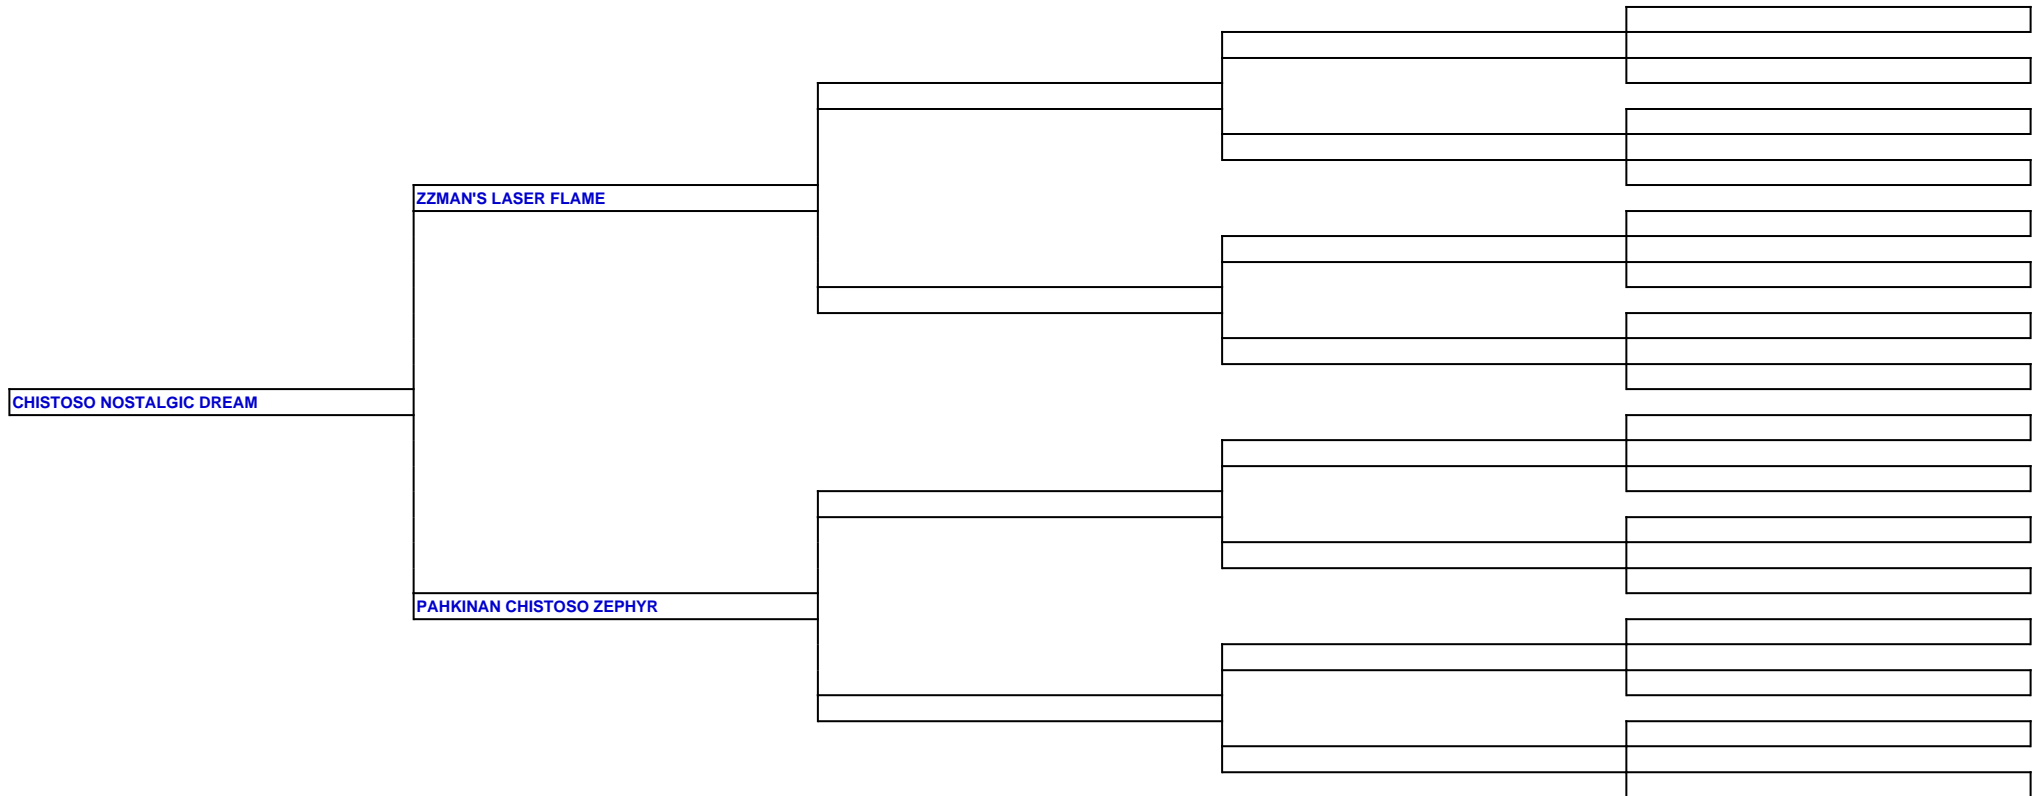 ZZMAN'S LASER FLAME
CHISTOSO NOSTALGIC DREAM
PAHKINAN CHISTOSO ZEPHYR